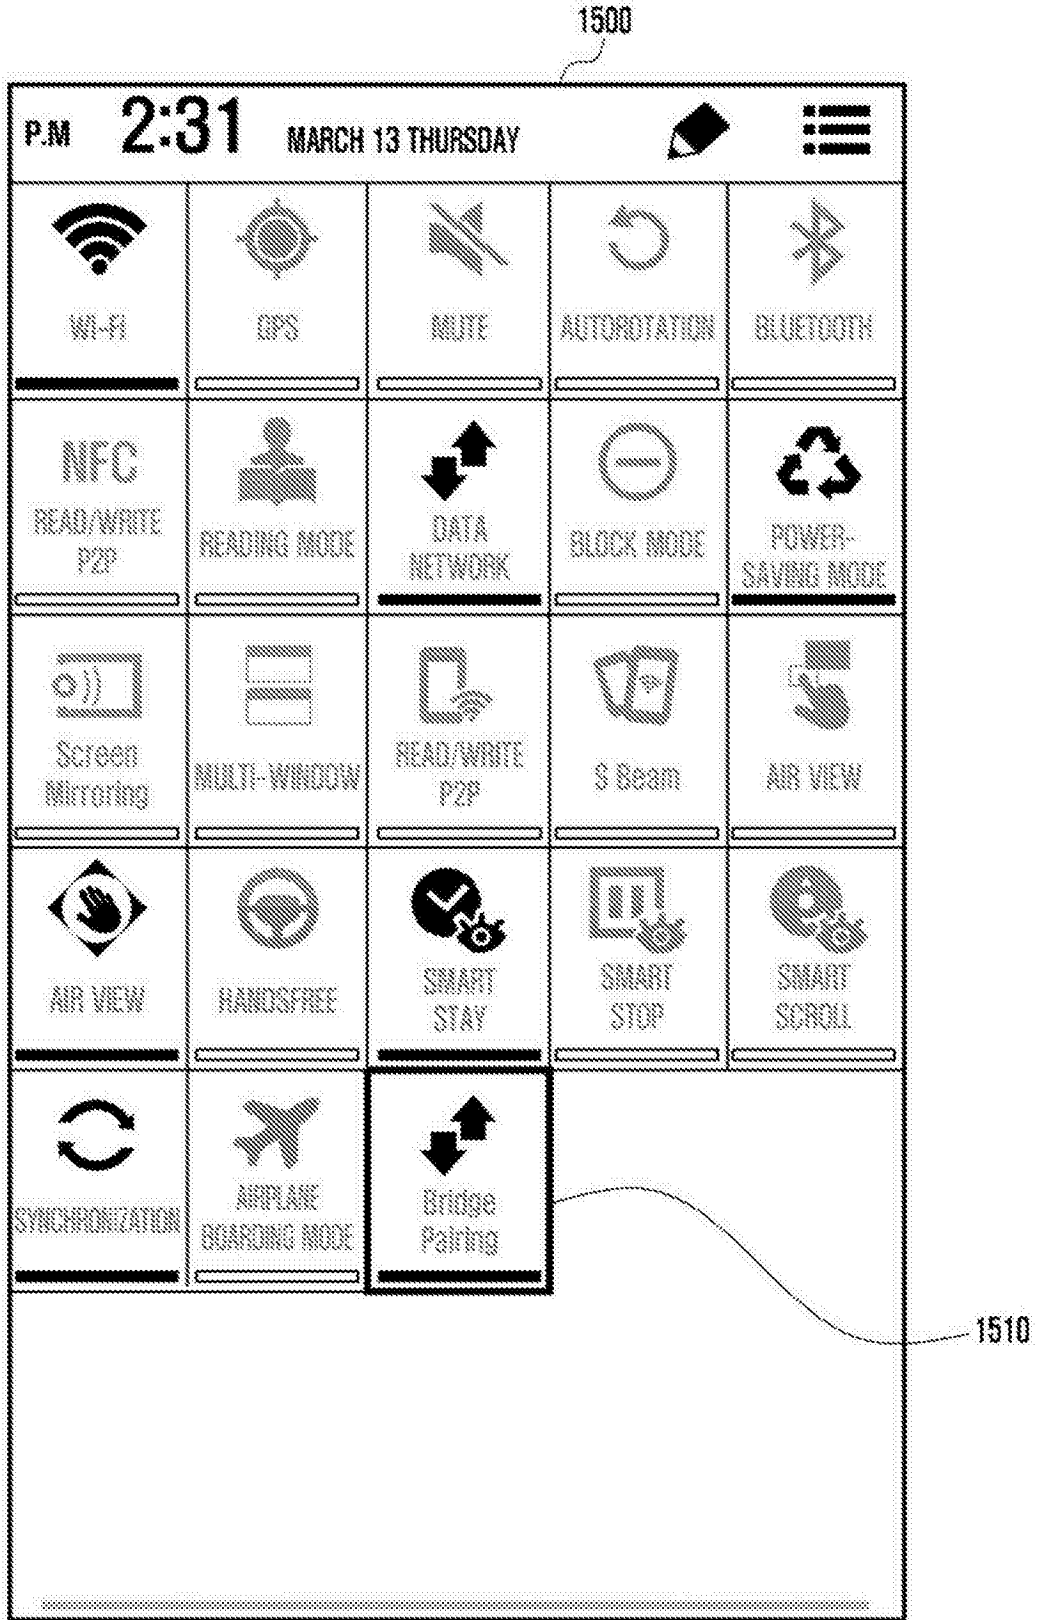 1500
P.M 2:31 MARCH 13 THURSDAY
WI-FI
GPS
MUTE
AUTOROTATION
BLUETOOTH
NFC
READ/WRITE
P2P
READING MODE
DATA
NETWORK
BLOCK MODE
POWER-
SAVING MODE
Screen
Mirroring
MULTI-WINDOW
READ/WRITE
P2P
S Beam
AIR VIEW
AIR VIEW
HANDSFREE
SMART
STAY
SMART
STOP
SMART
SCROLL
SYNCHRONIZATION
AIRPLANE
BOARDING MODE
Bridge
Pairing
1510